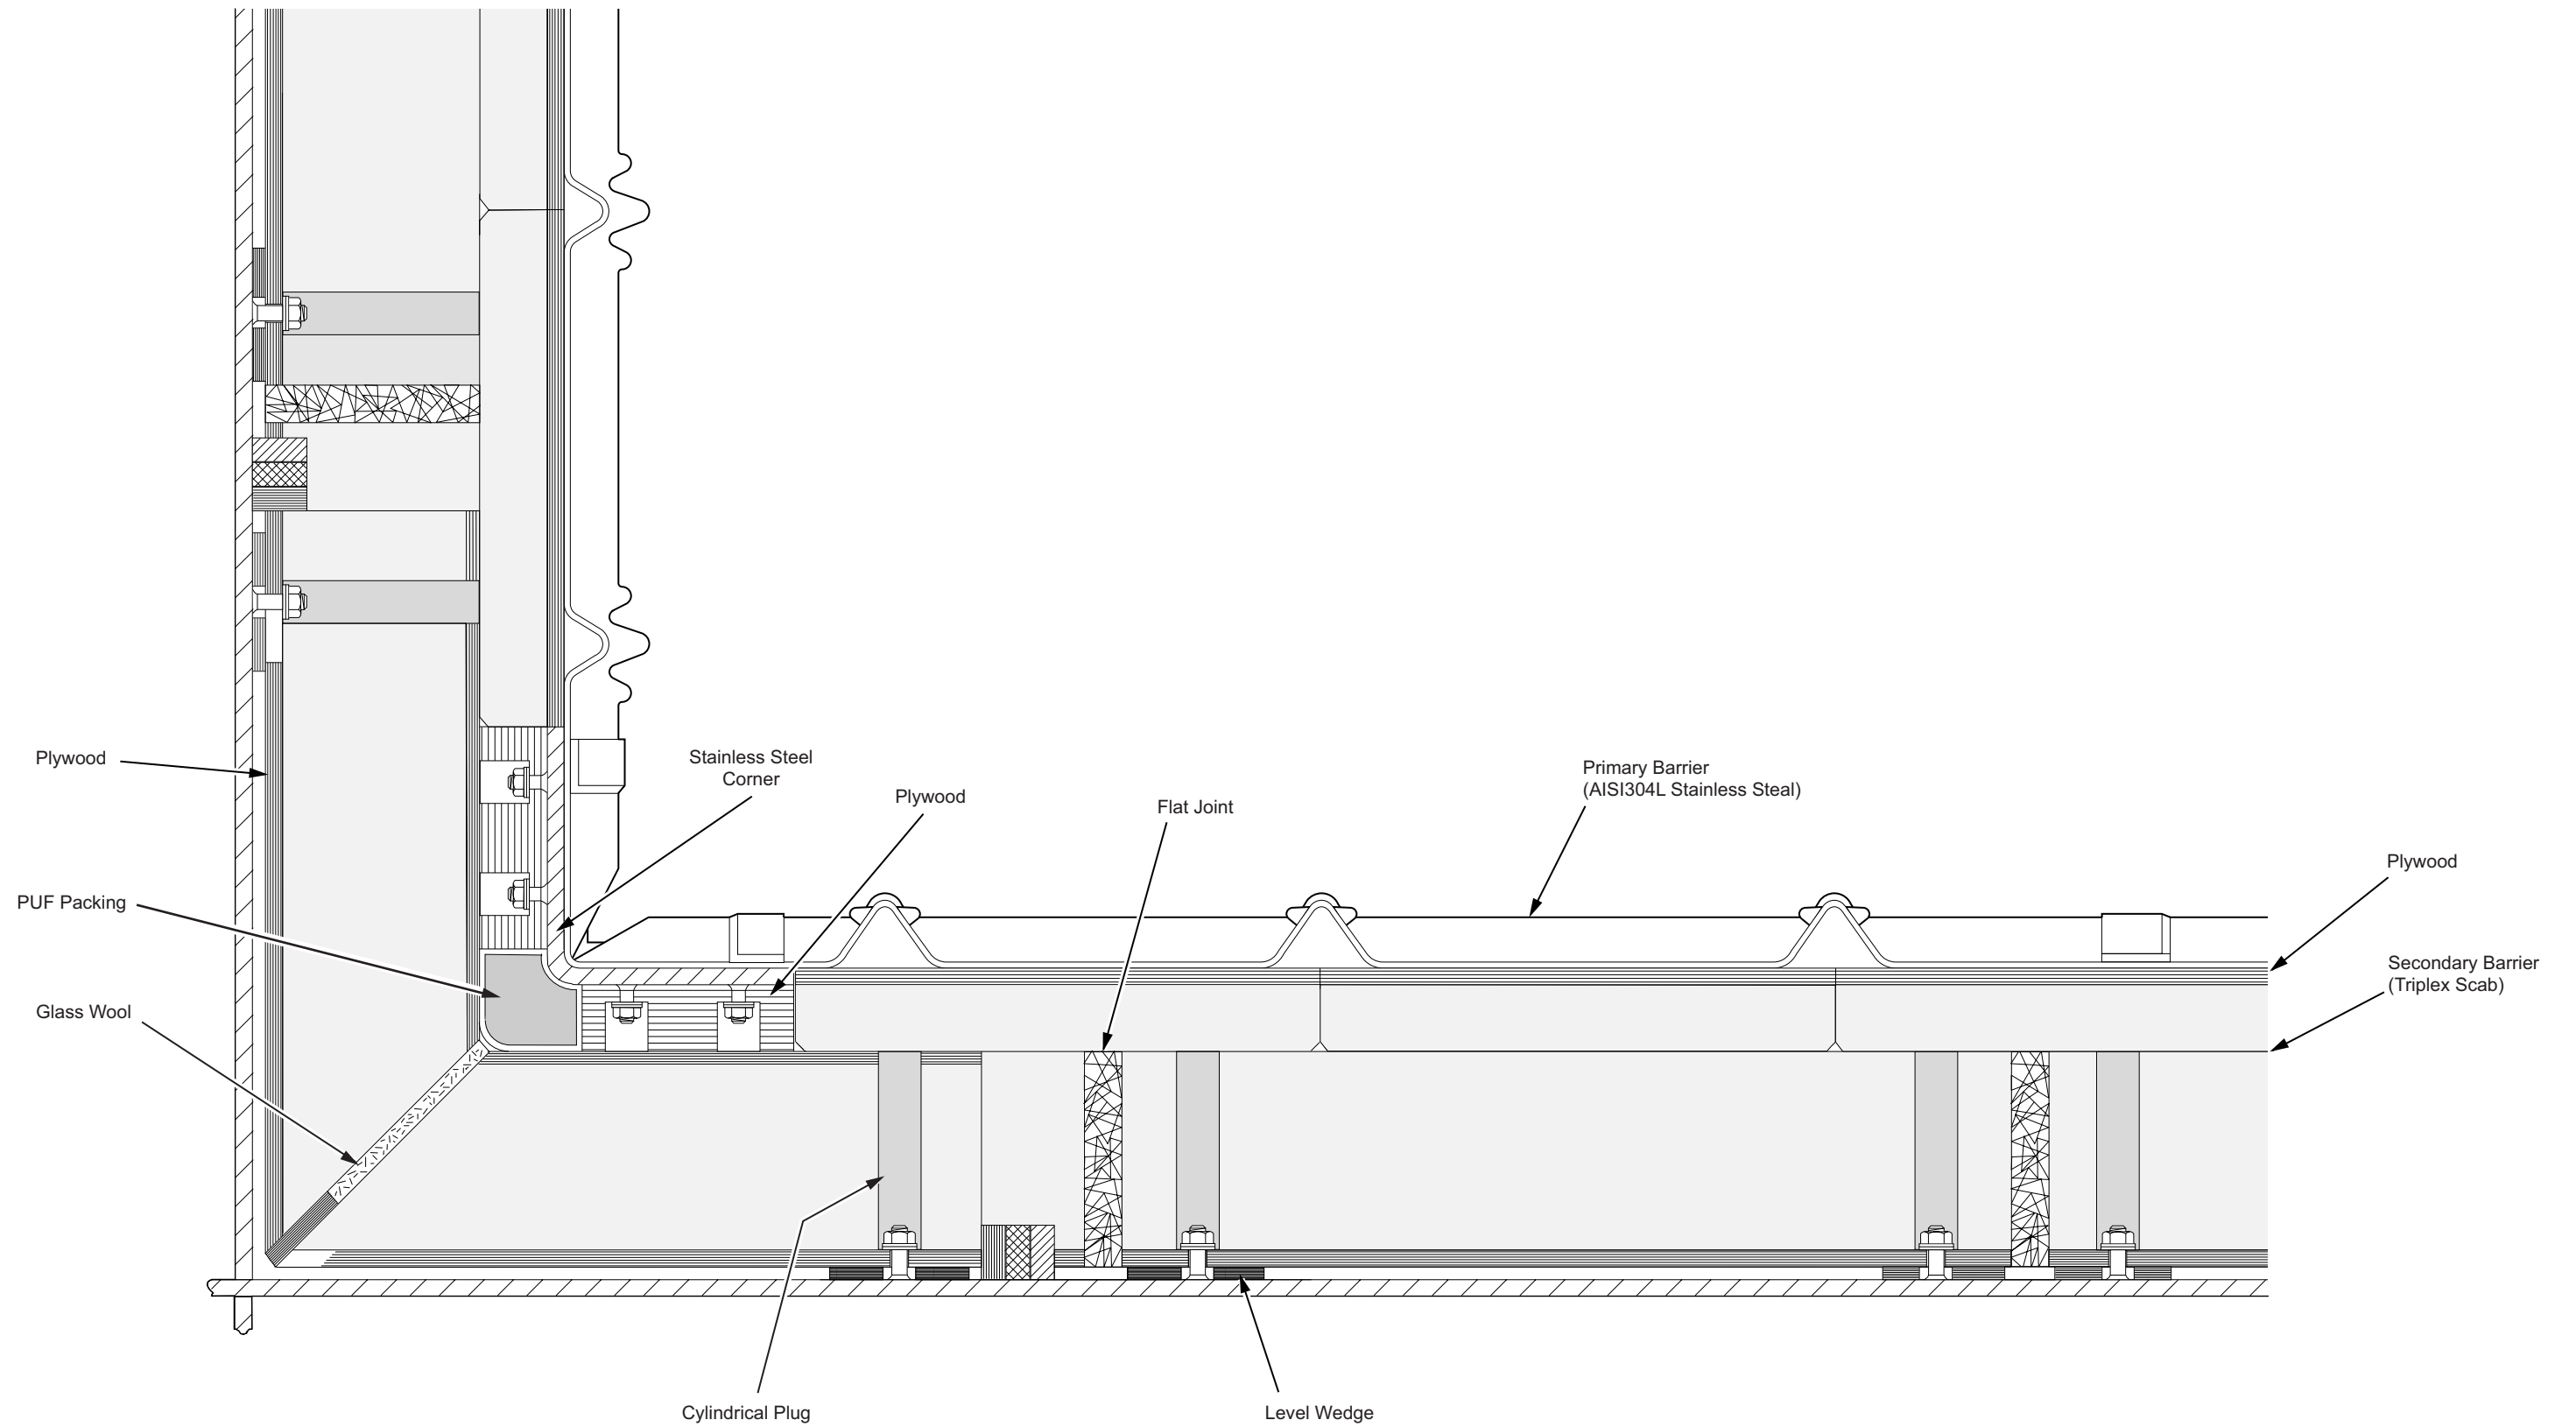 Plywood
Stainless Steel
Corner
Plywood
Flat Joint
Primary Barrier
(AISI304L Stainless Steal)
Plywood
PUF Packing
Secondary Barrier
(Triplex Scab)
Glass Wool
Cylindrical Plug
Level Wedge